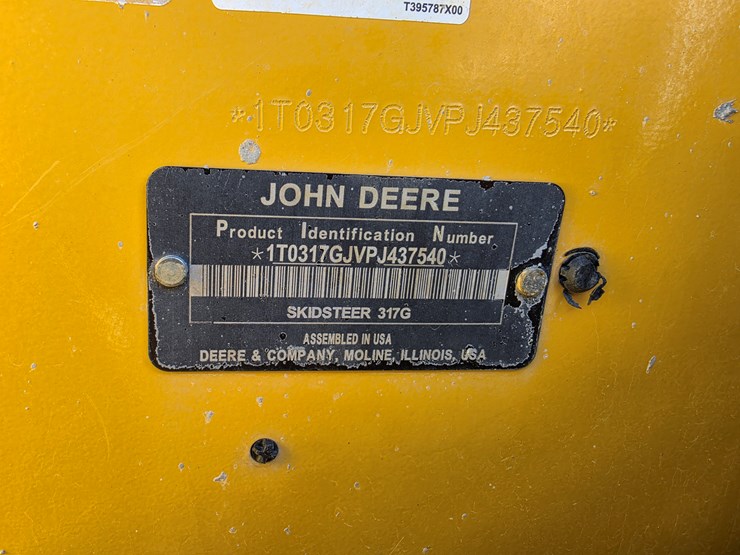 T395787X00
*1T0317GJVPJ437540*
JOHN DEERE
Product Identification Number
*1T0317GJVPJ437540*
SKIDSTEER 317G
ASSEMBLED IN USA
DEERE & COMPANY, MOLINE, ILLINOIS, USA